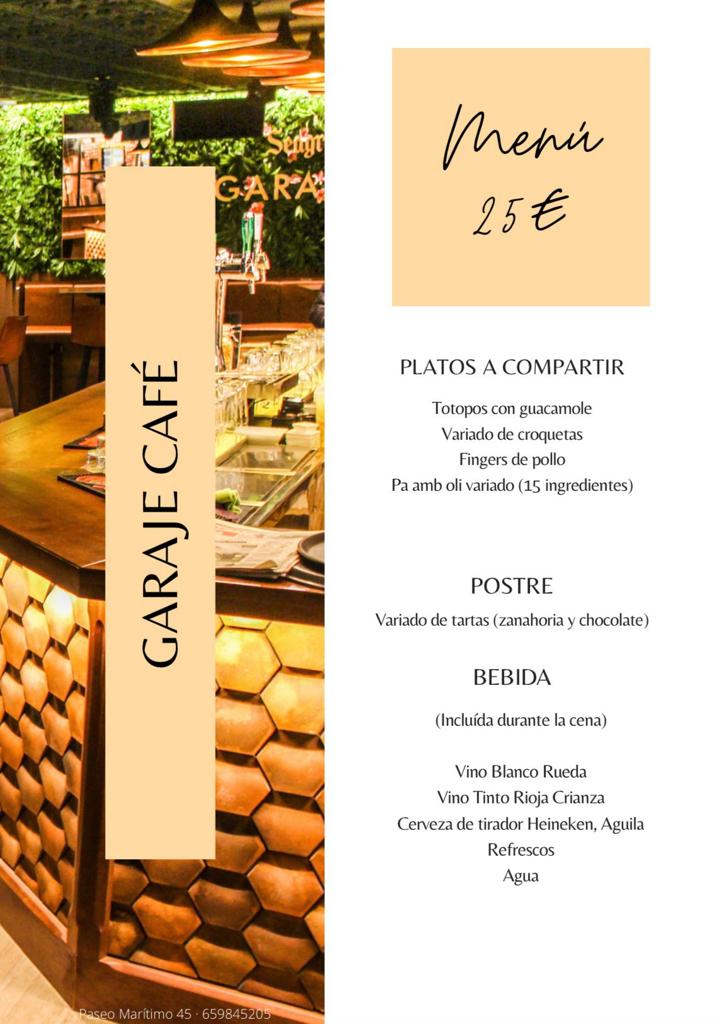 Menú
25€
GARAJE CAFÉ
PLATOS A COMPARTIR
Totopos con guacamole
Variado de croquetas
Fingers de pollo
Pa amb oli variado (15 ingredientes)
POSTRE
Variado de tartas (zanahoria y chocolate)
BEBIDA
(Incluída durante la cena)
Vino Blanco Rueda
Vino Tinto Rioja Crianza
Cerveza de tirador Heineken, Aguila
Refrescos
Agua
GARA
Paseo Marítimo 45 · 659845205